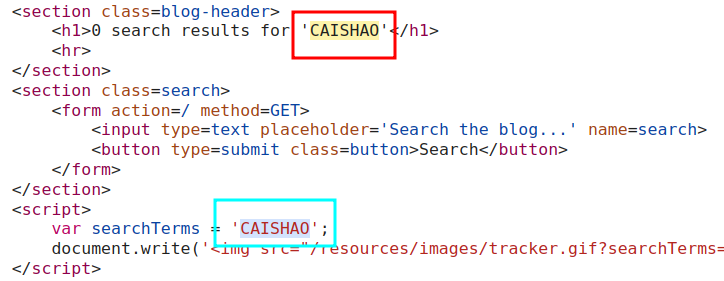 <section class=blog-header>
<h1>0 search results for 'CAISHAO'</h1>
<hr>
</section>
<section class=search>
<form action=/ method=GET>
<input type=text placeholder='Search the blog...' name=search>
<button type=submit class=button>Search</button>
</form>
</section>
<script>
var searchTerms = 'CAISHAO';
document.write('<img src="/resources/images/tracker.gif?searchTerms=
</script>